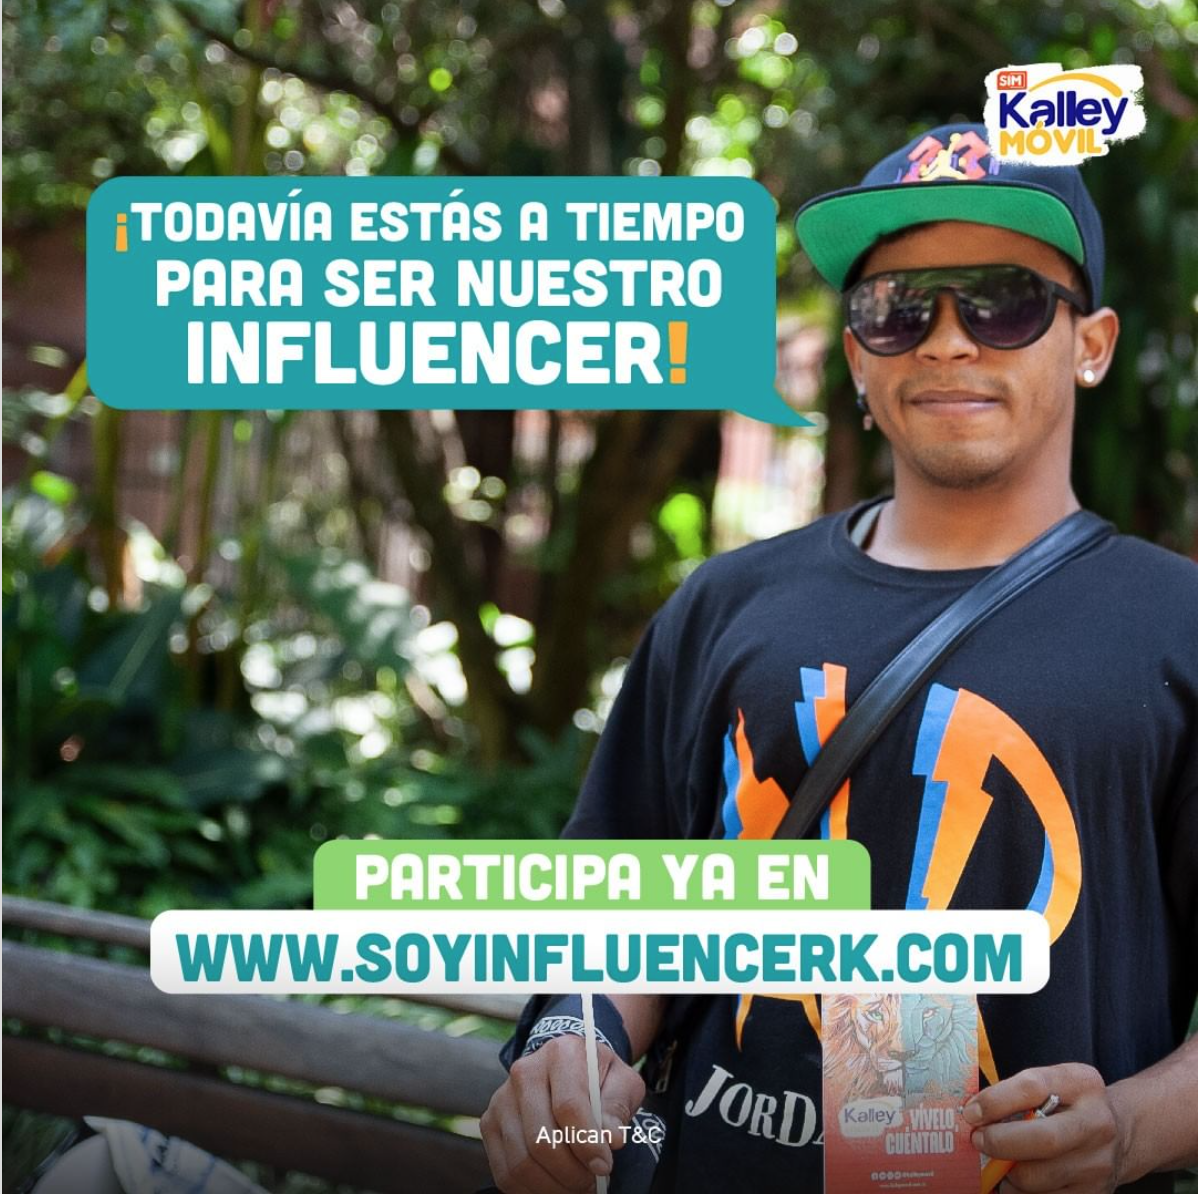 SIM
Kalley
MÓVIL
¡TODAVÍA ESTÁS A TIEMPO
PARA SER NUESTRO
INFLUENCER!
PARTICIPA YA EN
WWW.SOYINFLUENCERK.COM
JORDA
Kalley
VÍVELO,
CUÉNTALO
Aplican T&C